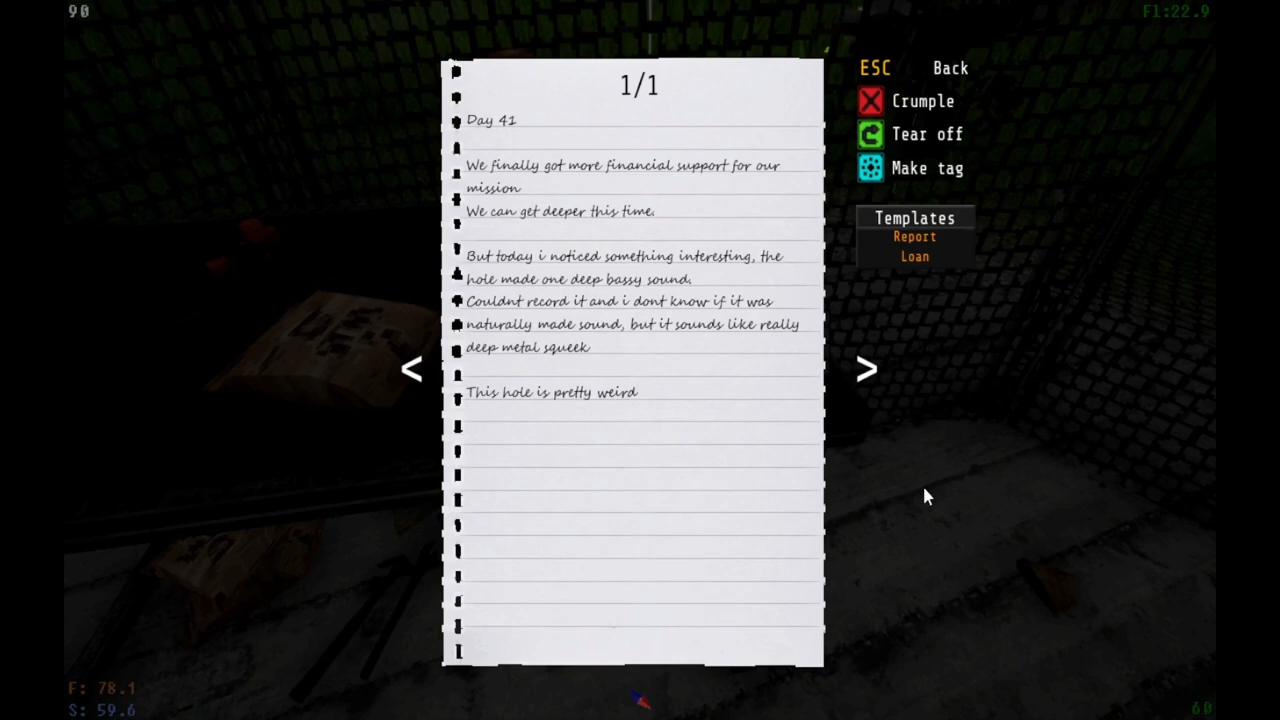 90
F1:22.9
1/1
ESC Back
Crumple
Tear off
Make tag
Templates
Report
Loan
Day 41
We finally got more financial support for our
mission
We can get deeper this time.
But today i noticed something interesting, the
hole made one deep bassy sound.
Couldnt record it and i dont know if it was
naturally made sound, but it sounds like really
deep metal squeek
This hole is pretty weird
<
>
F: 78.1
S: 59.6
60